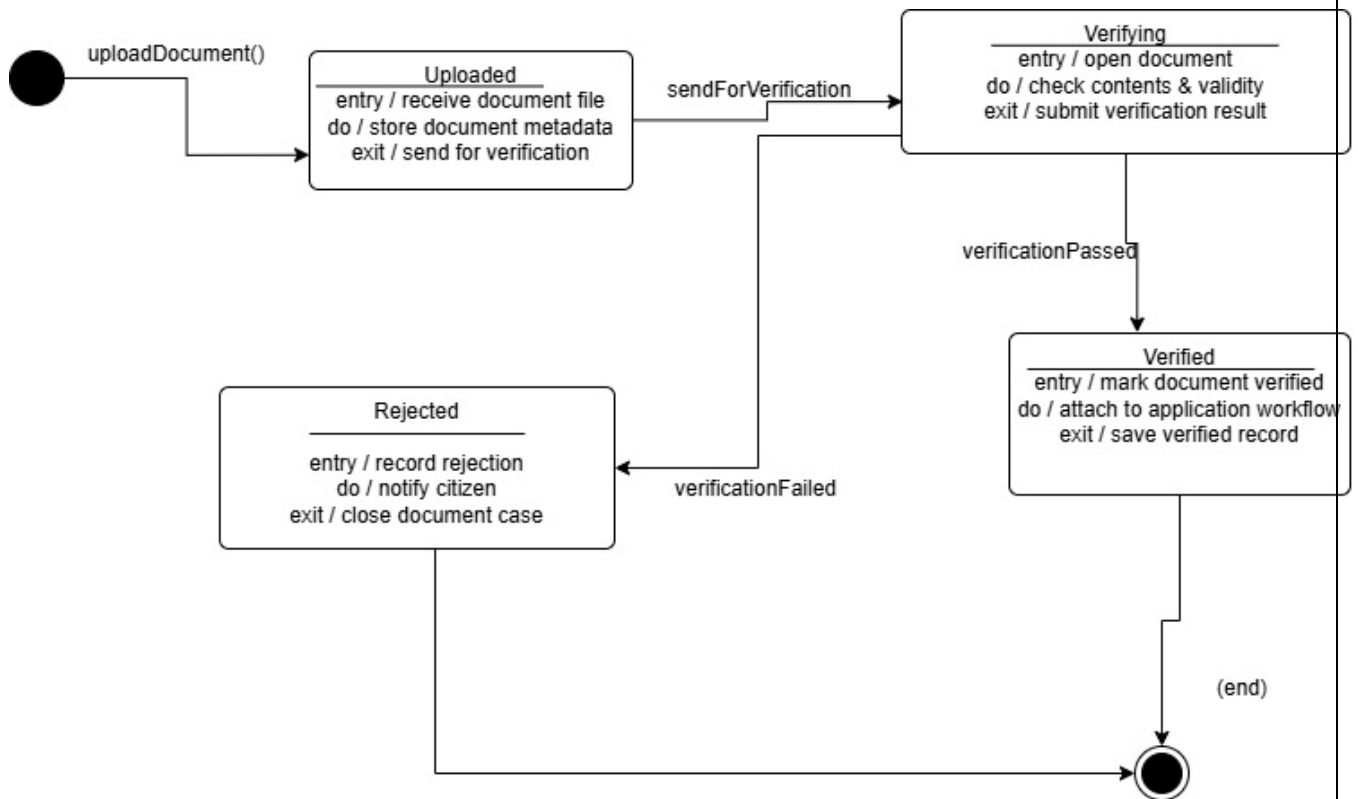 uploadDocument()
Uploaded
entry / receive document file
do / store document metadata
exit / send for verification
sendForVerification
Verifying
entry / open document
do / check contents & validity
exit / submit verification result
verificationPassed
Verified
entry / mark document verified
do / attach to application workflow
exit / save verified record
Rejected
entry / record rejection
do / notify citizen
exit / close document case
verificationFailed
(end)